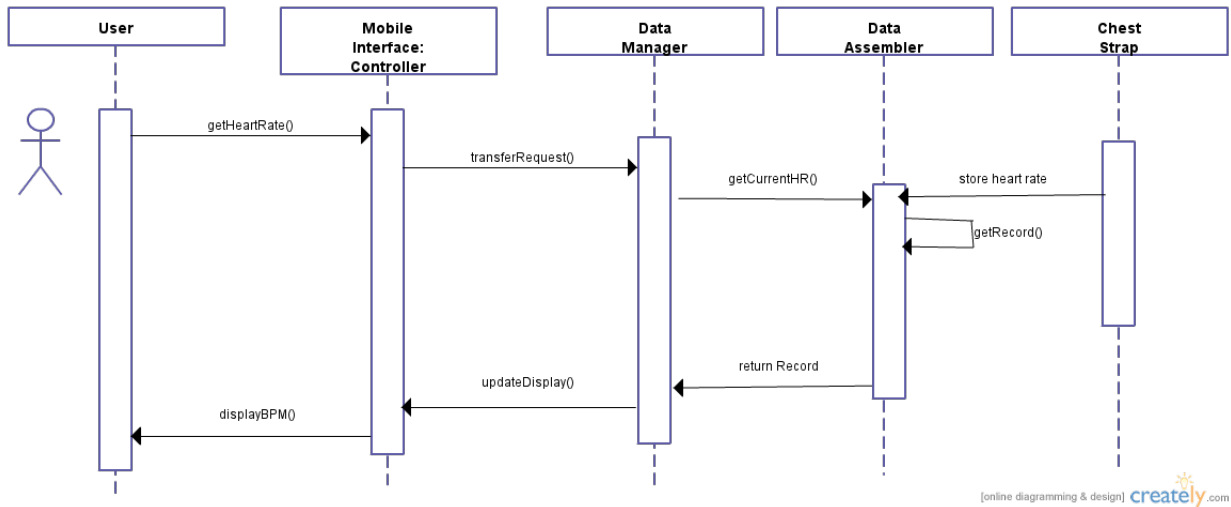 User
Mobile
Interface:
Controller
Data
Manager
Data
Assembler
Chest
Strap
getHeartRate()
transferRequest()
getCurrentHR()
store heart rate
getRecord()
return Record
updateDisplay()
displayBPM()
[online diagramming & design] creately.com